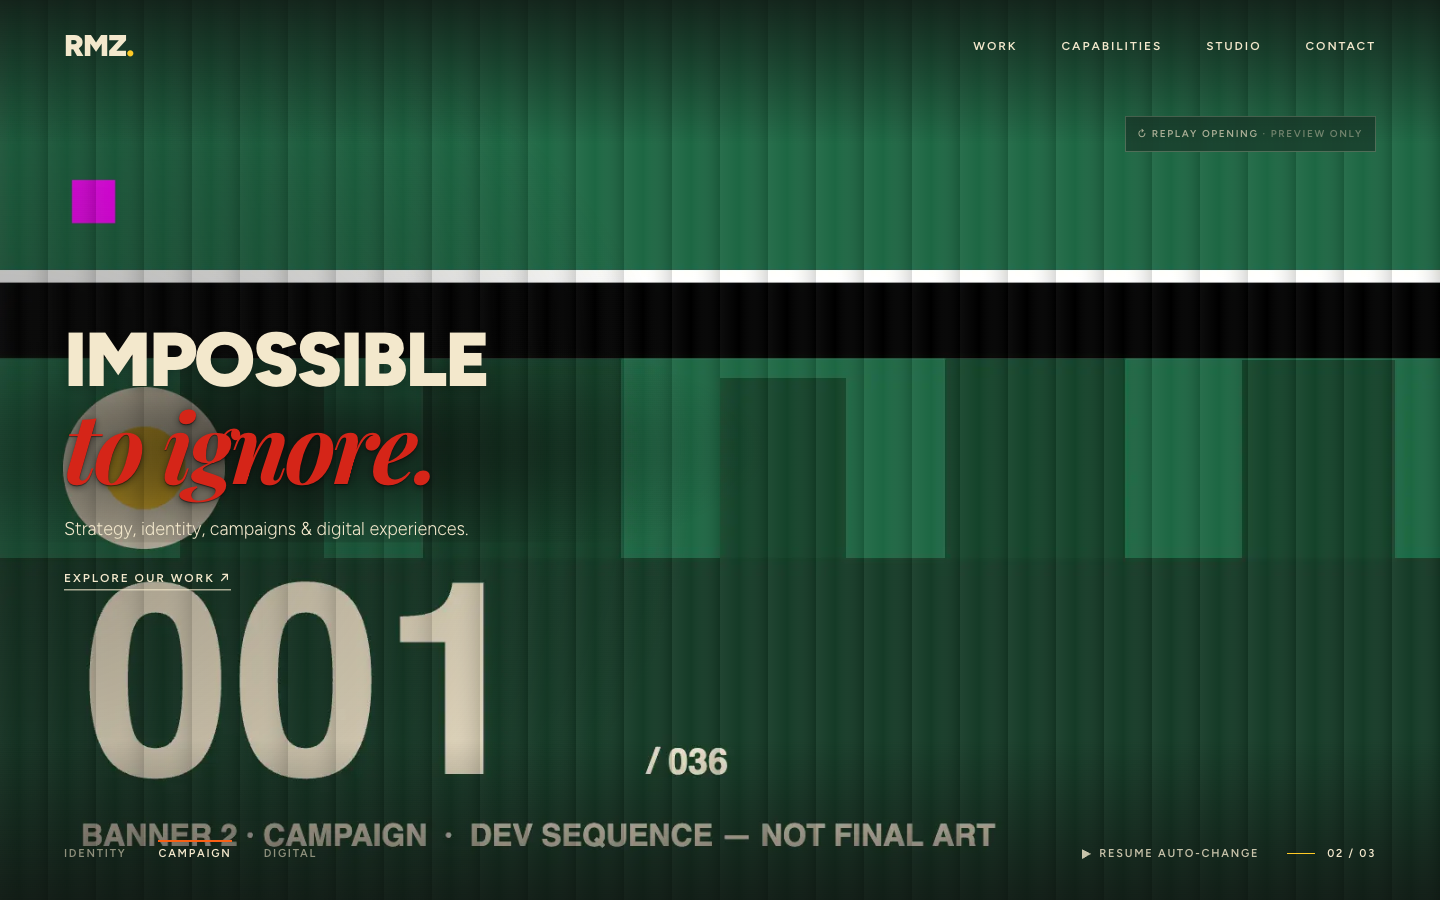 RMZ.
WORK CAPABILITIES STUDIO CONTACT
↻ REPLAY OPENING · PREVIEW ONLY
IMPOSSIBLE
to ignore.
Strategy, identity, campaigns & digital experiences.
EXPLORE OUR WORK ↗
001 / 036
BANNER 2 · CAMPAIGN · DEV SEQUENCE — NOT FINAL ART
IDENTITY CAMPAIGN DIGITAL
▶ RESUME AUTO-CHANGE 02 / 03